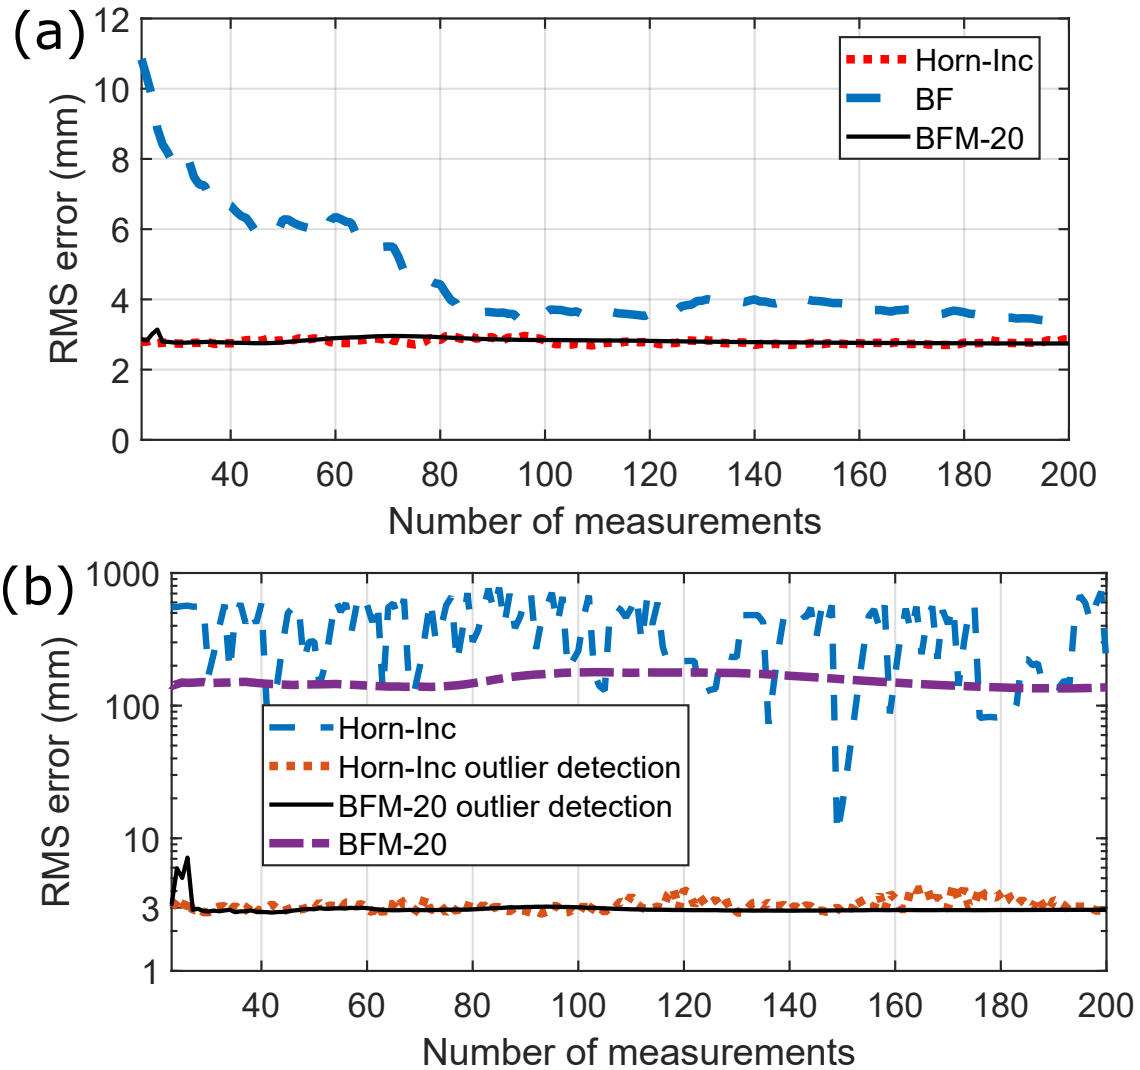 (a)
RMS error (mm)
12
10
8
6
4
2
0
Horn-Inc
BF
BFM-20
40 60 80 100 120 140 160 180 200
Number of measurements
(b)
RMS error (mm)
1000
100
10
3
1
Horn-Inc
Horn-Inc outlier detection
BFM-20 outlier detection
BFM-20
40 60 80 100 120 140 160 180 200
Number of measurements